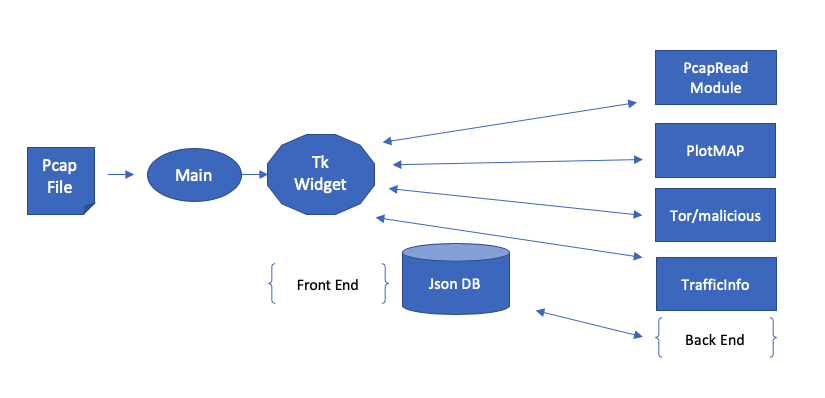 Pcap
File
Main
Tk
Widget
PcapRead
Module
PlotMAP
Tor/malicious
TrafficInfo
Front End
Json DB
Back End